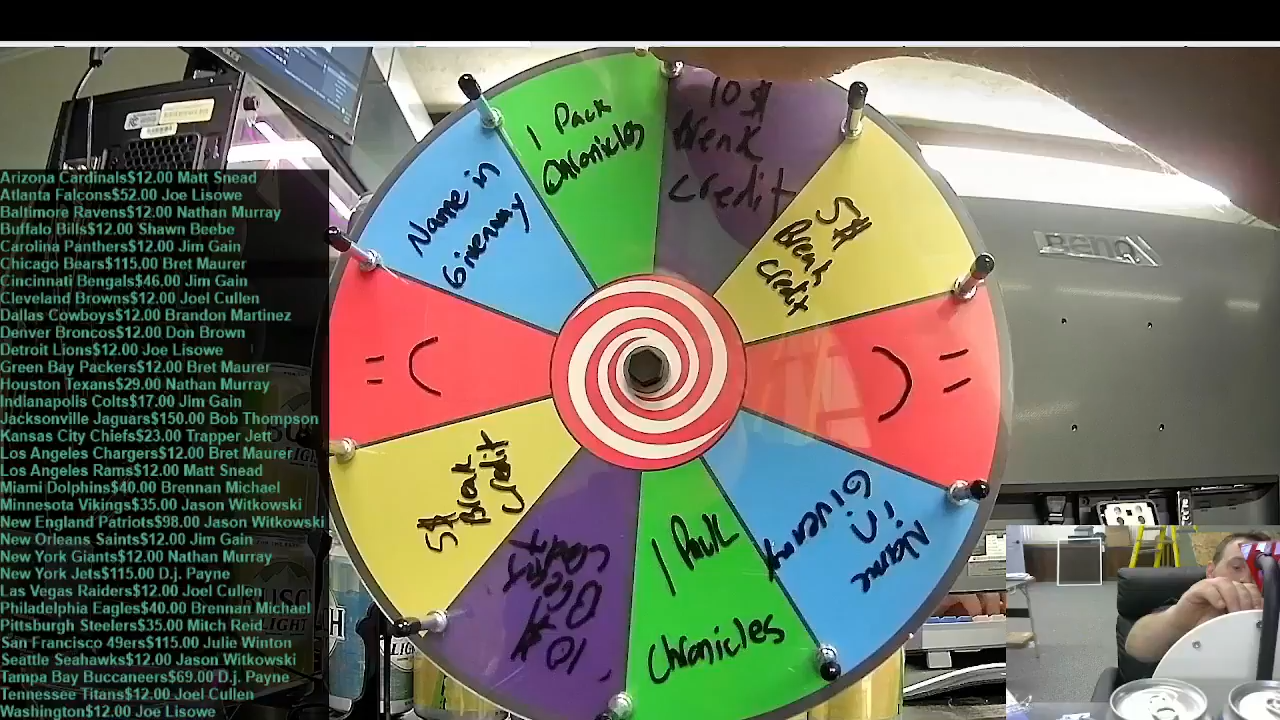 Arizona Cardinals$12.00 Matt Snead
Atlanta Falcons$52.00 Joe Lisowe
Baltimore Ravens$12.00 Nathan Murray
Buffalo Bills$12.00 Shawn Beebe
Carolina Panthers$12.00 Jim Gain
Chicago Bears$115.00 Bret Maurer
Cincinnati Bengals$46.00 Jim Gain
Cleveland Browns$12.00 Joel Cullen
Dallas Cowboys$12.00 Brandon Martinez
Denver Broncos$12.00 Don Brown
Detroit Lions$12.00 Joe Lisowe
Green Bay Packers$12.00 Bret Maurer
Houston Texans$29.00 Nathan Murray
Indianapolis Colts$17.00 Jim Gain
Jacksonville Jaguars$150.00 Bob Thompson
Kansas City Chiefs$23.00 Trapper Jett
Los Angeles Chargers$12.00 Bret Maurer
Los Angeles Rams$12.00 Matt Snead
Miami Dolphins$40.00 Brennan Michael
Minnesota Vikings$35.00 Jason Witkowski
New England Patriots$98.00 Jason Witkowski
New Orleans Saints$12.00 Jim Gain
New York Giants$12.00 Nathan Murray
New York Jets$115.00 D.j. Payne
Las Vegas Raiders$12.00 Joel Cullen
Philadelphia Eagles$40.00 Brennan Michael
Pittsburgh Steelers$35.00 Mitch Reid
San Francisco 49ers$115.00 Julie Winton
Seattle Seahawks$12.00 Jason Witkowski
Tampa Bay Buccaneers$69.00 D.j. Payne
Tennessee Titans$12.00 Joel Cullen
Washington$12.00 Joe Lisowe
1 Pack
Chronicles
10$
Break
Credit
5$
Break
Credit
Name in
Giveaway
Name
in
Giveaway
1 Pack
Chronicles
10$
Break
Credit
5$
Break
Credit
BenQ
LIGHT